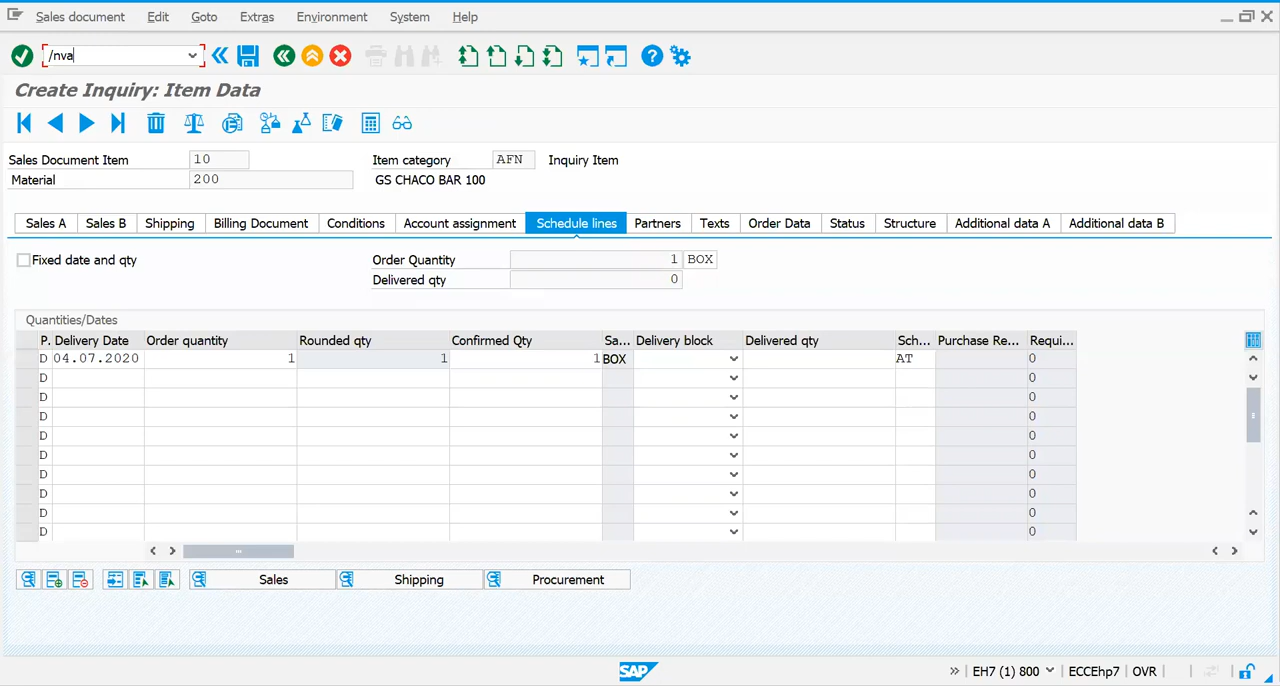 Sales document Edit Goto Extras Environment System Help
/nva
Create Inquiry: Item Data
Sales Document Item 10 Item category AFN Inquiry Item
Material 200 GS CHACO BAR 100
Sales A Sales B Shipping Billing Document Conditions Account assignment Schedule lines Partners Texts Order Data Status Structure Additional data A Additional data B
Fixed date and qty Order Quantity 1 BOX
Delivered qty 0
Quantities/Dates
P. Delivery Date Order quantity Rounded qty Confirmed Qty Sa... Delivery block Delivered qty Sch... Purchase Re... Requi...
D 04.07.2020 1 1 1 BOX AT 0
D 0
D 0
D 0
D 0
D 0
D 0
D 0
D 0
D 0
Sales Shipping Procurement
SAP EH7 (1) 800 ECCEhp7 OVR